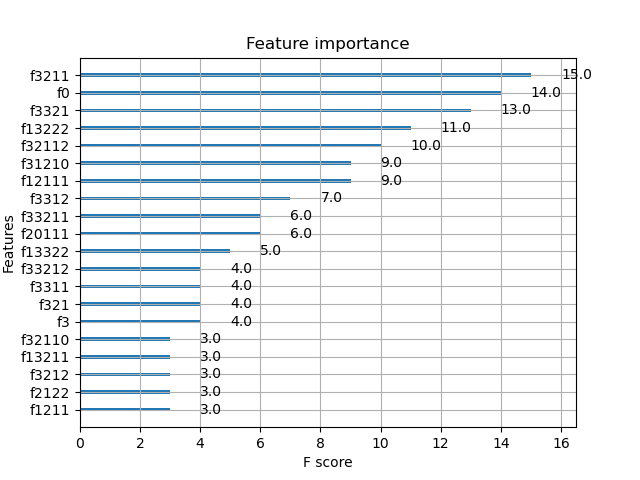 Feature importance
Features
f3211 15.0
f0 14.0
f3321 13.0
f13222 11.0
f32112 10.0
f31210 9.0
f12111 9.0
f3312 7.0
f33211 6.0
f20111 6.0
f13322 5.0
f33212 4.0
f3311 4.0
f321 4.0
f3 4.0
f32110 3.0
f13211 3.0
f3212 3.0
f2122 3.0
f1211 3.0
0 2 4 6 8 10 12 14 16
F score